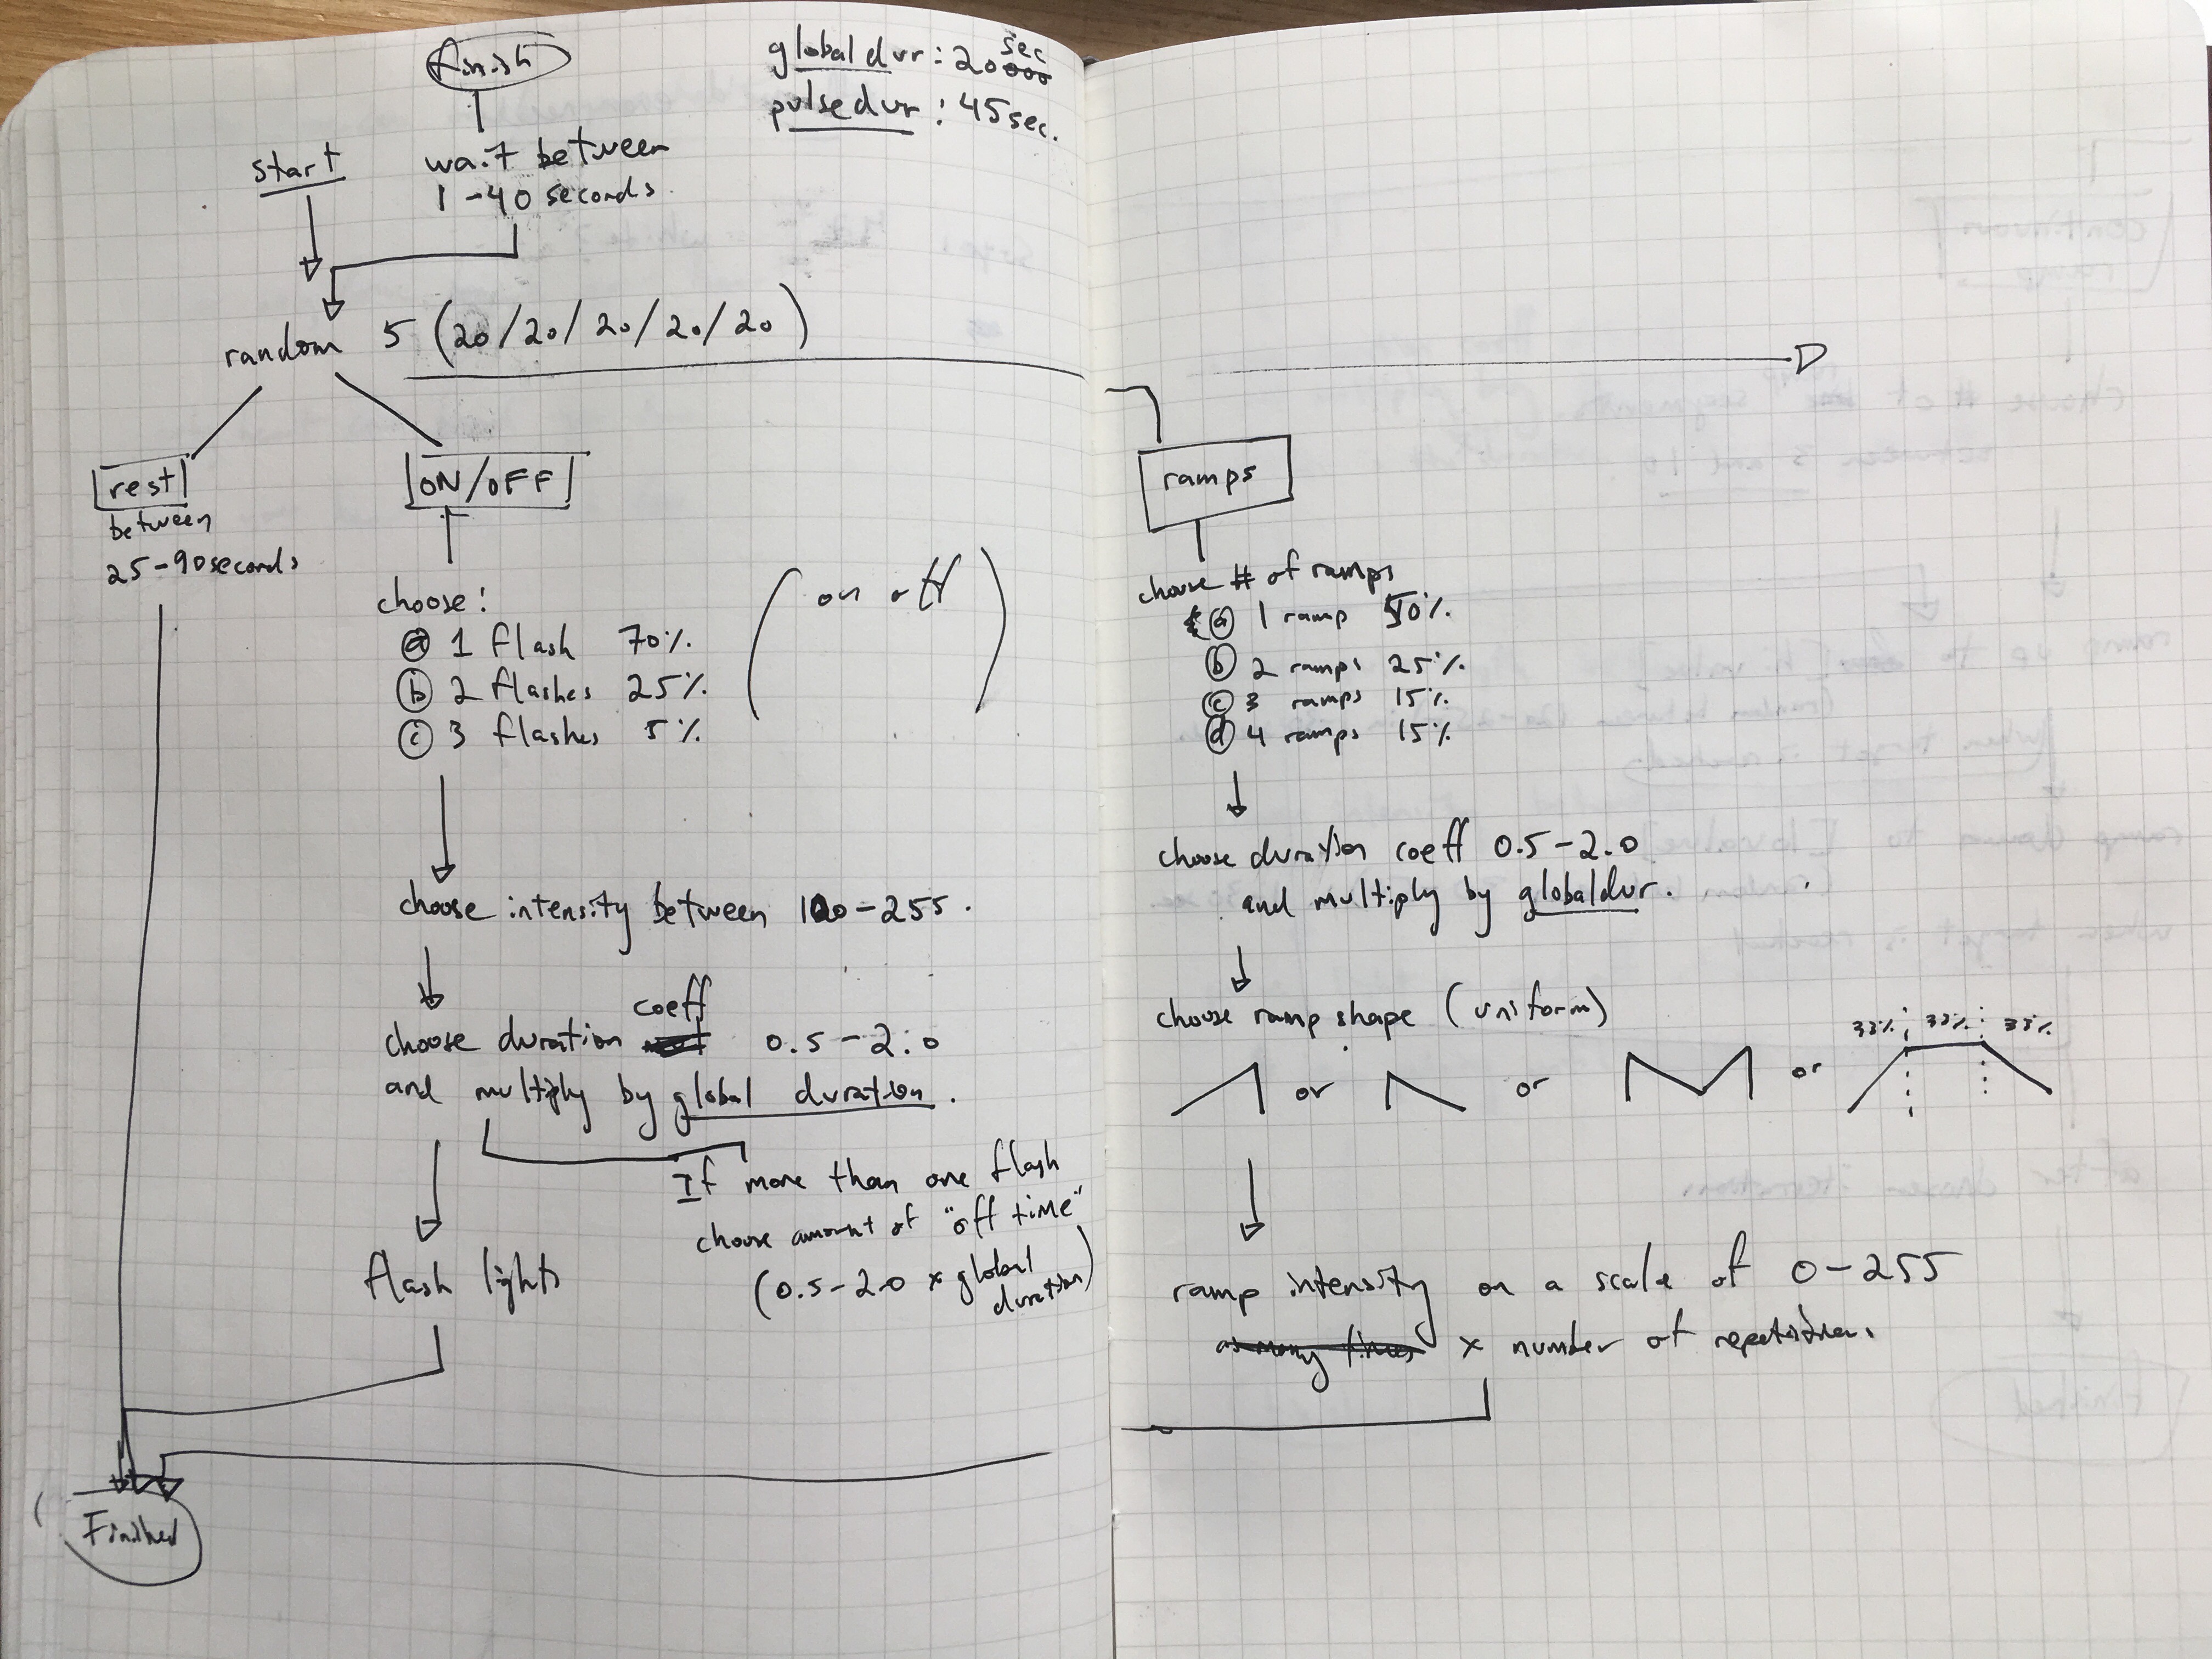 finish
global dur: 20 sec
pulse dur: 45 sec.
start
wait between
1-40 seconds
random 5 (20/20/20/20/20)
rest
between
25-90 seconds
ON/OFF
choose:
ⓐ 1 flash 70%
ⓑ 2 flashes 25%
ⓒ 3 flashes 5%
(on off)
choose intensity between 100-255.
coeff
choose duration 0.5-2.0
and multiply by global duration.
If more than one flash
choose amount of "off time"
(0.5-2.0 x global
duration)
flash lights
Finished
ramps
choose # of ramps
ⓐ 1 ramp 50%
ⓑ 2 ramps 25%
ⓒ 3 ramps 15%
ⓓ 4 ramps 15%
choose duration coeff 0.5-2.0
and multiply by globaldur.
choose ramp shape (uniform)
33% 33% 33%
or or or
ramp intensity on a scale of 0-255
as many times x number of repetitions.